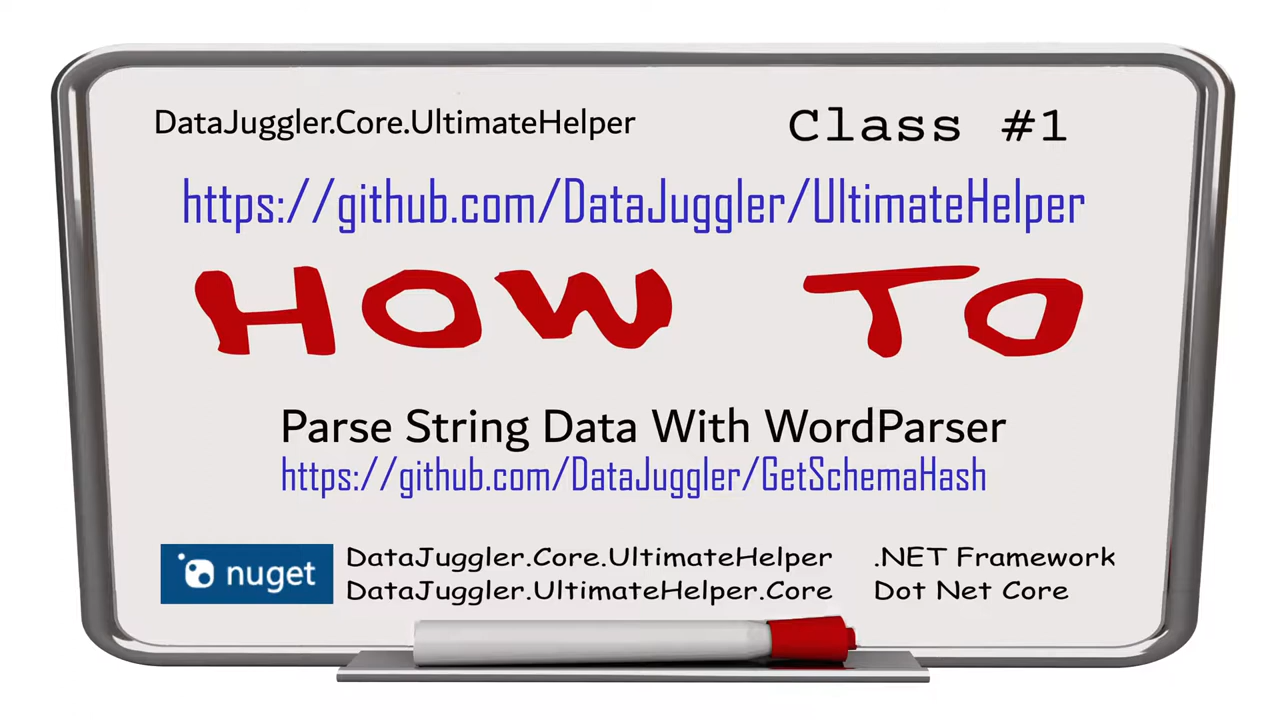 DataJuggler.Core.UltimateHelper Class #1
https://github.com/DataJuggler/UltimateHelper
HOW TO
Parse String Data With WordParser
https://github.com/DataJuggler/GetSchemaHash
nuget DataJuggler.Core.UltimateHelper .NET Framework
DataJuggler.UltimateHelper.Core Dot Net Core